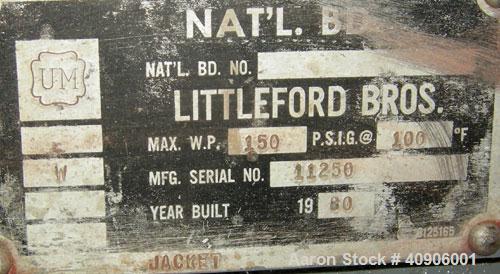 NAT'L. BD.
UM
NAT'L. BD. NO.
LITTLEFORD BROS.
MAX. W.P. 150 P.S.I.G.@ 100 °F
W
MFG. SERIAL NO. 11250
YEAR BUILT 19 80
JACKET
Aaron Stock # 40906001